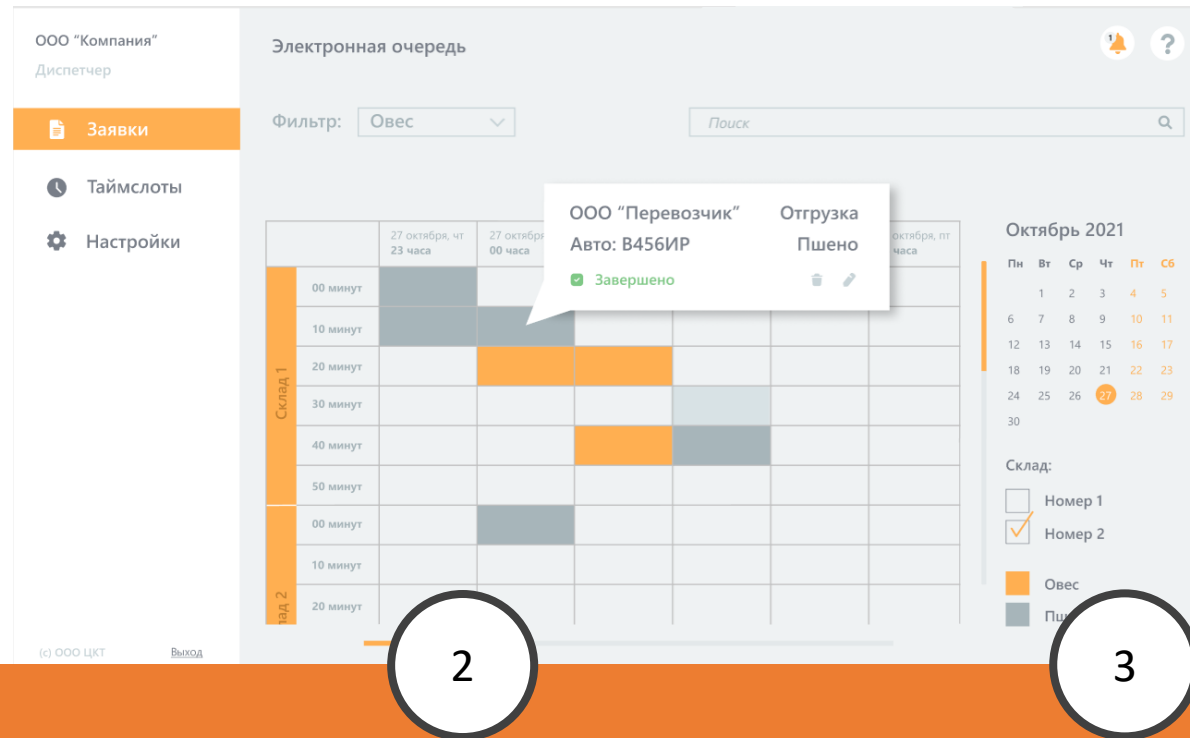 ООО “Компания”
Диспетчер
Заявки
Таймслоты
Настройки
(c) ООО ЦКТ
Выход
Электронная очередь
1
?
Фильтр:
Овес
Поиск
27 октября, чт
23 часа
00 часа
октября, пт
часа
ООО “Перевозчик” Отгрузка
Авто: В456ИР Пшено
Завершено
Склад 1
00 минут
10 минут
20 минут
30 минут
40 минут
50 минут
00 минут
10 минут
20 минут
2
Октябрь 2021
Пн Вт Ср Чт Пт Сб
1 2 3 4 5
6 7 8 9 10 11
12 13 14 15 16 17
18 19 20 21 22 23
24 25 26 27 28 29
30
Склад:
Номер 1
Номер 2
Овес
2
3